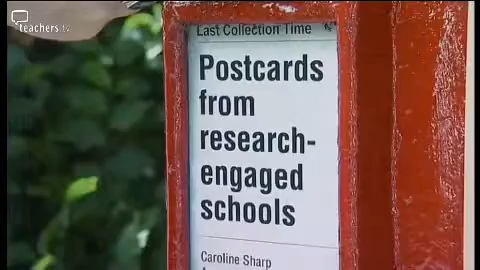 teachers.tv
Last Collection Time
Postcards
from
research-
engaged
schools
Caroline Sharp